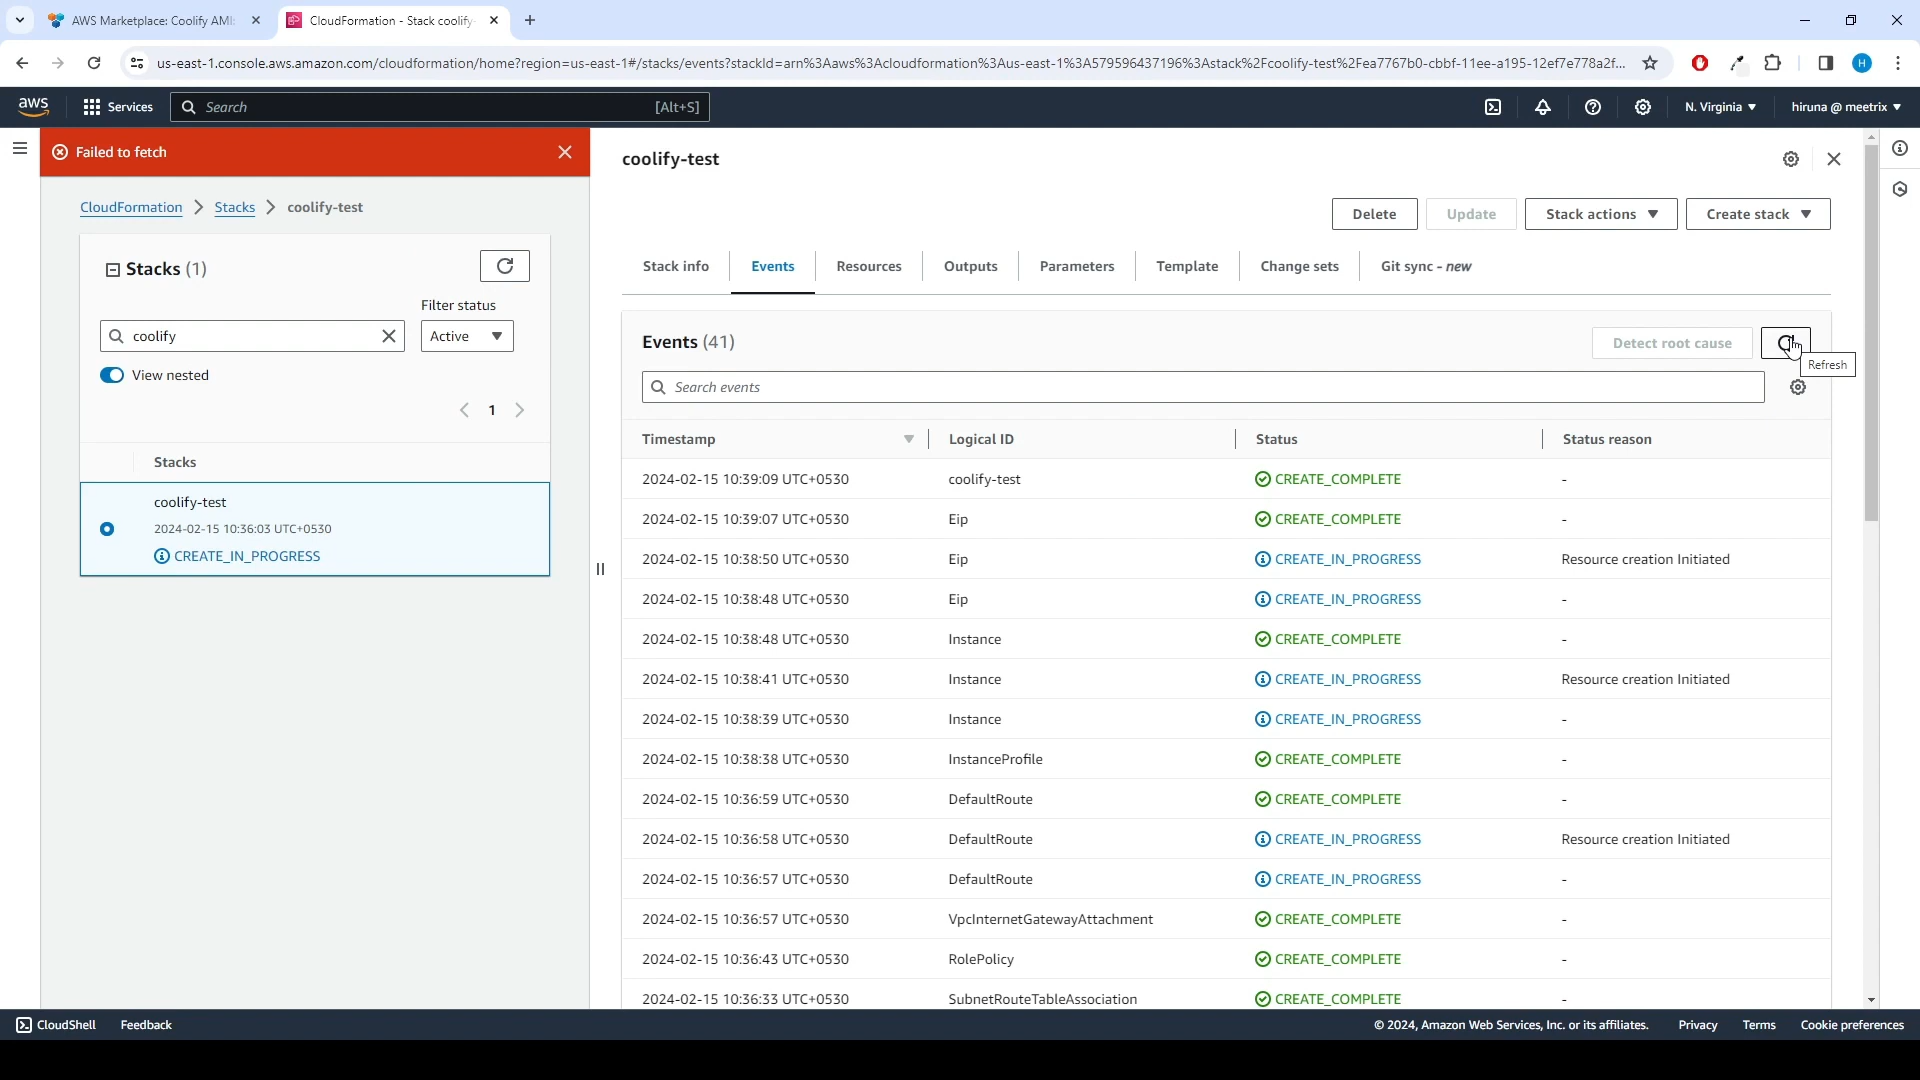 AWS Marketplace: Coolify AMI:
CloudFormation - Stack coolify-
us-east-1.console.aws.amazon.com/cloudformation/home?region=us-east-1#/stacks/events?stackId=arn%3Aaws%3Acloudformation%3Aus-east-1%3A579596437196%3Astack%2Fcoolify-test%2Fea7767b0-cbbf-11ee-a195-12ef7e778a2f...
H
aws
Services
Search
[Alt+S]
N. Virginia
hiruna @ meetrix
Failed to fetch
CloudFormation
Stacks
coolify-test
Stacks (1)
Filter status
coolify
Active
View nested
1
Stacks
coolify-test
2024-02-15 10:36:03 UTC+0530
CREATE_IN_PROGRESS
coolify-test
Delete
Update
Stack actions
Create stack
Stack info
Events
Resources
Outputs
Parameters
Template
Change sets
Git sync - new
Events (41)
Detect root cause
Refresh
Search events
Timestamp Logical ID Status Status reason
2024-02-15 10:39:09 UTC+0530 coolify-test CREATE_COMPLETE -
2024-02-15 10:39:07 UTC+0530 Eip CREATE_COMPLETE -
2024-02-15 10:38:50 UTC+0530 Eip CREATE_IN_PROGRESS Resource creation Initiated
2024-02-15 10:38:48 UTC+0530 Eip CREATE_IN_PROGRESS -
2024-02-15 10:38:48 UTC+0530 Instance CREATE_COMPLETE -
2024-02-15 10:38:41 UTC+0530 Instance CREATE_IN_PROGRESS Resource creation Initiated
2024-02-15 10:38:39 UTC+0530 Instance CREATE_IN_PROGRESS -
2024-02-15 10:38:38 UTC+0530 InstanceProfile CREATE_COMPLETE -
2024-02-15 10:36:59 UTC+0530 DefaultRoute CREATE_COMPLETE -
2024-02-15 10:36:58 UTC+0530 DefaultRoute CREATE_IN_PROGRESS Resource creation Initiated
2024-02-15 10:36:57 UTC+0530 DefaultRoute CREATE_IN_PROGRESS -
2024-02-15 10:36:57 UTC+0530 VpcInternetGatewayAttachment CREATE_COMPLETE -
2024-02-15 10:36:43 UTC+0530 RolePolicy CREATE_COMPLETE -
2024-02-15 10:36:33 UTC+0530 SubnetRouteTableAssociation CREATE_COMPLETE -
CloudShell
Feedback
© 2024, Amazon Web Services, Inc. or its affiliates.
Privacy
Terms
Cookie preferences